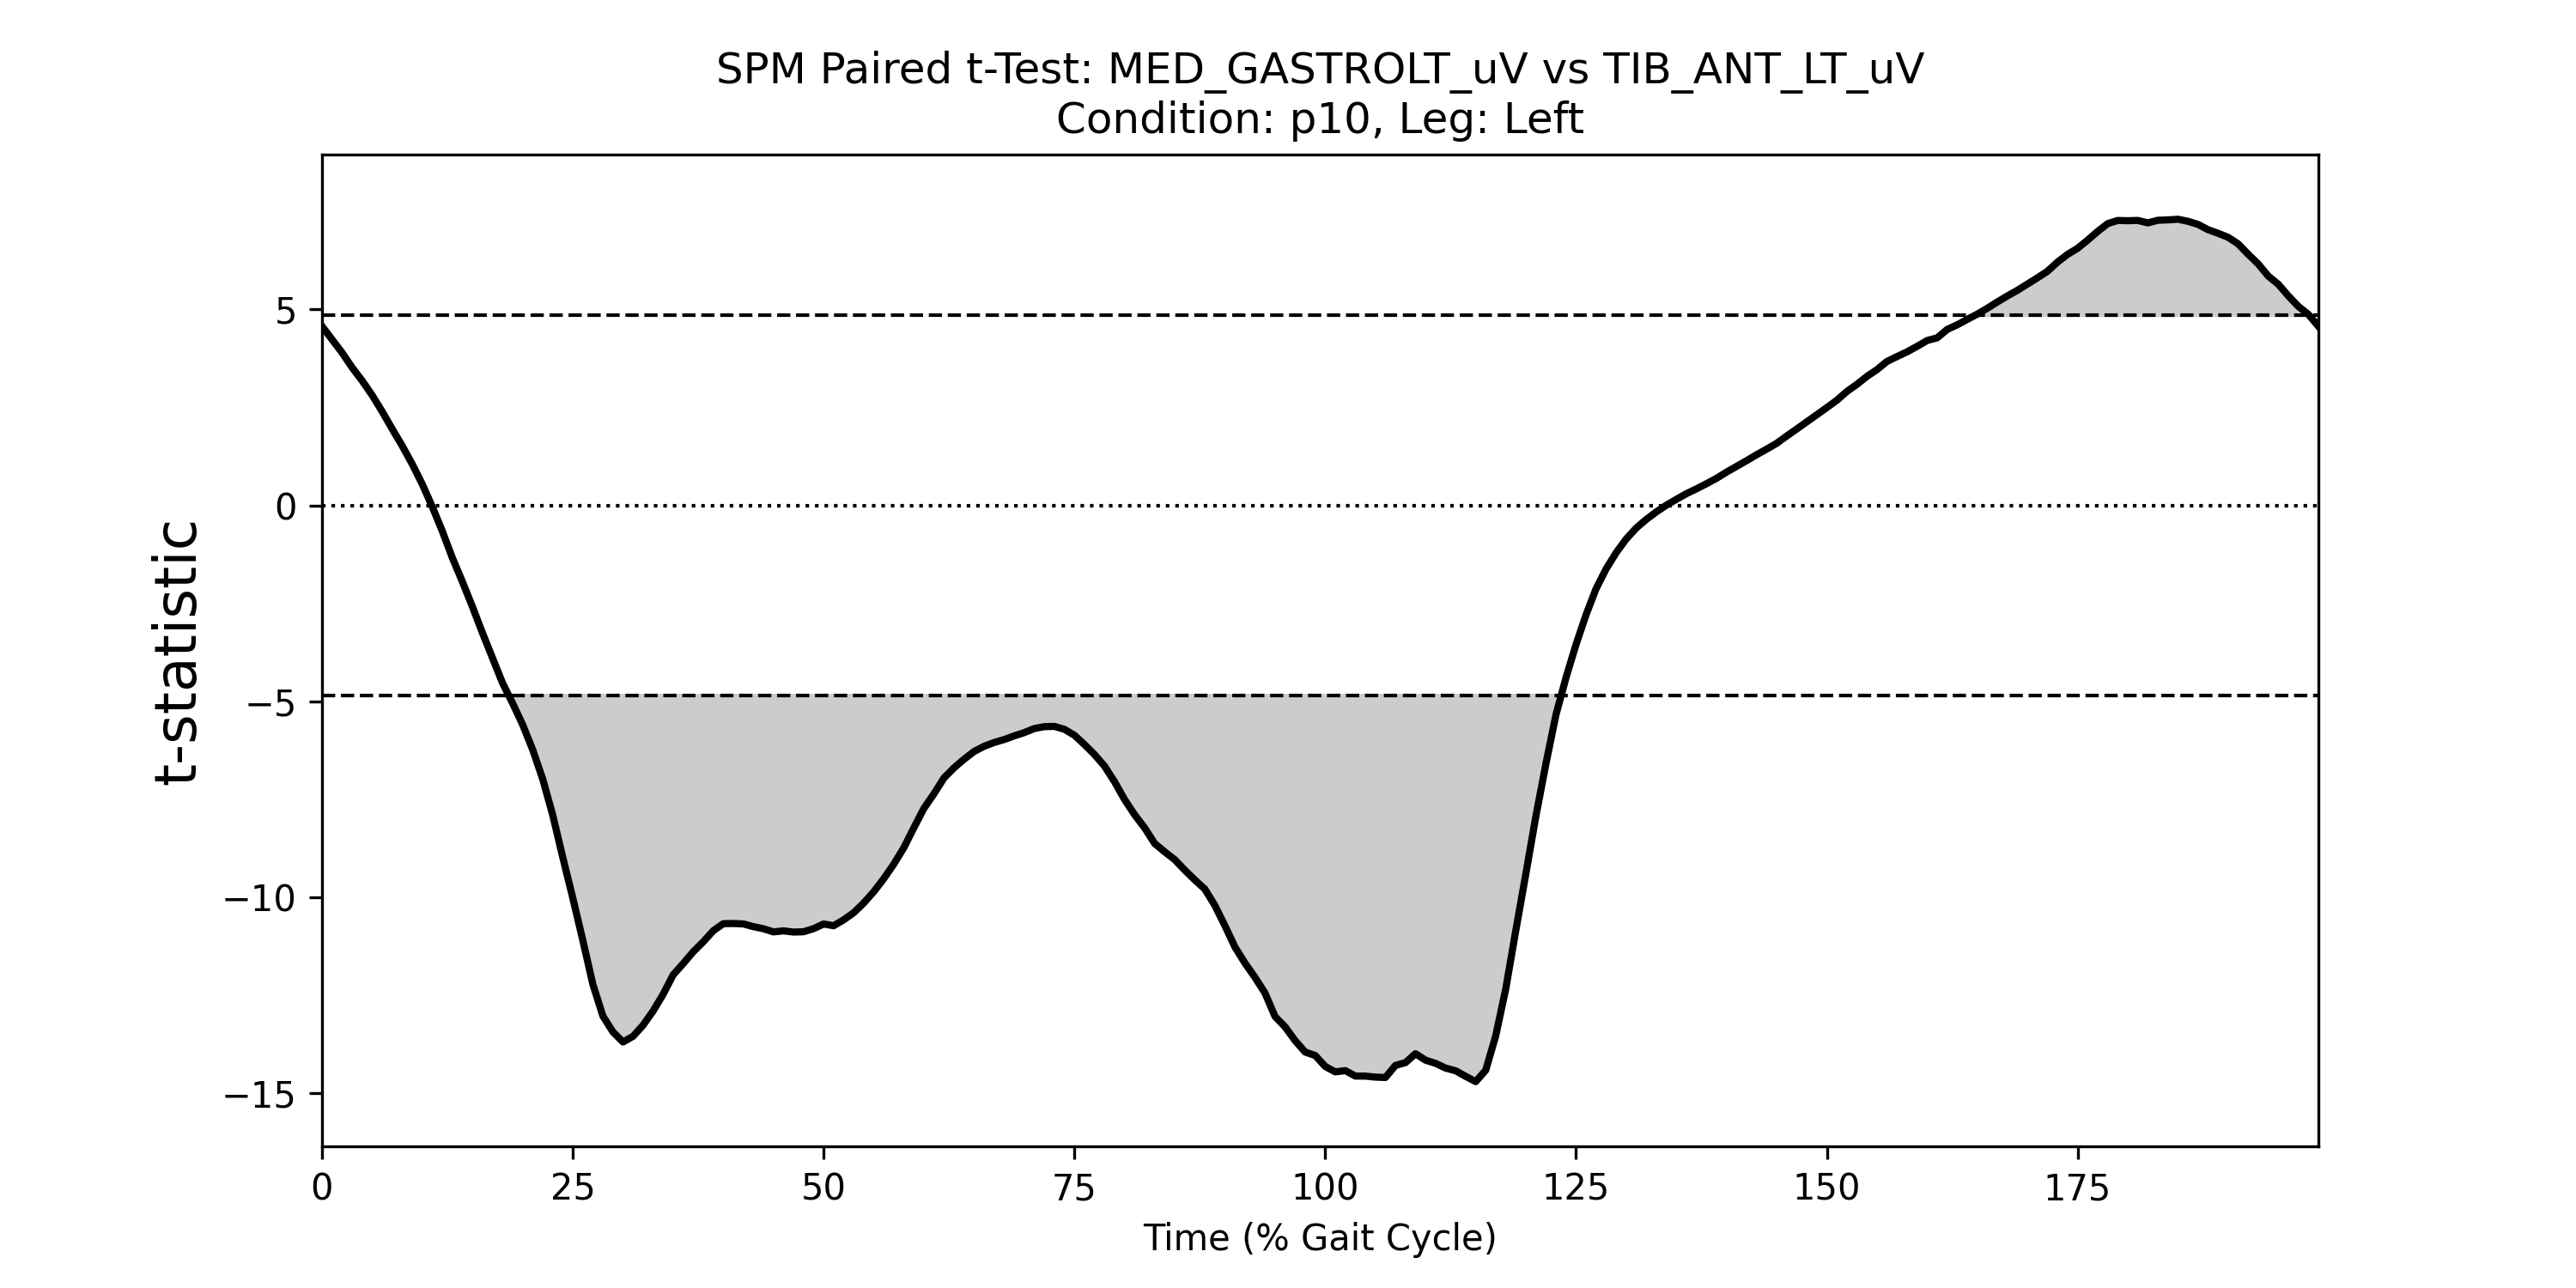 SPM Paired t-Test: MED_GASTROLT_uV vs TIB_ANT_LT_uV
Condition: p10, Leg: Left
t-statistic
5
0
−5
−10
−15
0 25 50 75 100 125 150 175
Time (% Gait Cycle)